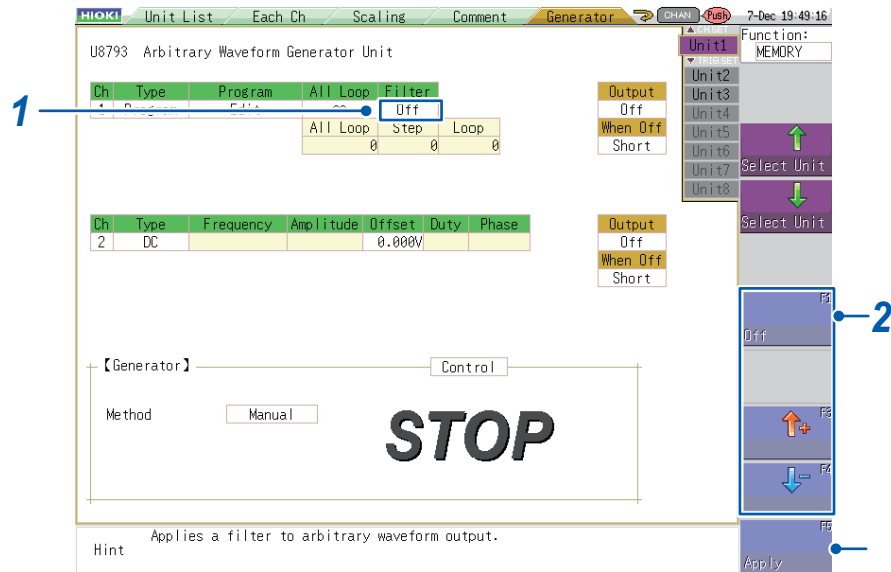 HIOKI Unit List Each Ch Scaling Comment Generator CHAN Push 7-Dec 19:49:16
U8793 Arbitrary Waveform Generator Unit
▲CH.SET
Unit1
▼TRIG.SET
Unit2
Unit3
Unit4
Unit5
Unit6
Unit7
Unit8
Function:
MEMORY
Select Unit
Select Unit
1
Ch Type Program All Loop Filter
1 Program Edit ∞ Off
All Loop Step Loop
0 0 0
Output
Off
When Off
Short
Ch Type Frequency Amplitude Offset Duty Phase
2 DC 0.000V
Output
Off
When Off
Short
F1
Off
2
F3
+
F4
-
【Generator】 Control
Method Manual
STOP
Hint Applies a filter to arbitrary waveform output.
F5
Apply